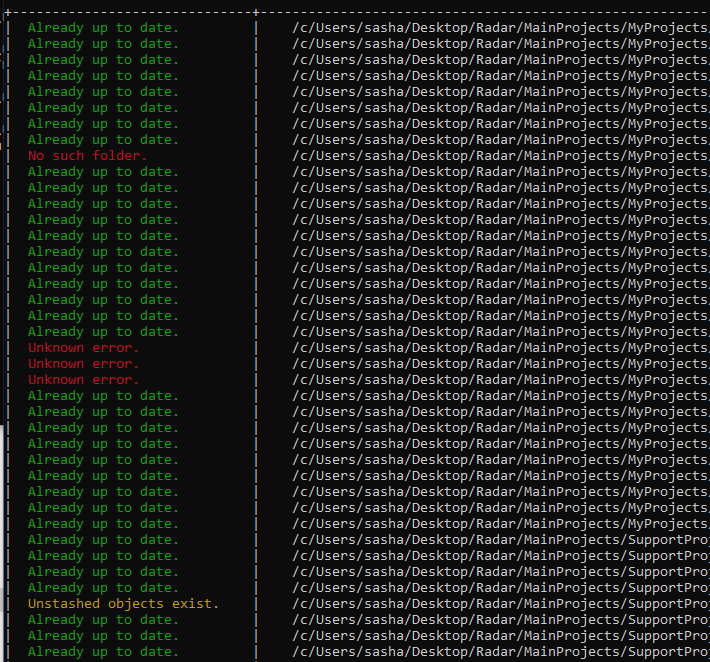 +------------------------------+--------------------------------------------------------
| Already up to date. | /c/Users/sasha/Desktop/Radar/MainProjects/MyProjects/
| Already up to date. | /c/Users/sasha/Desktop/Radar/MainProjects/MyProjects/
| Already up to date. | /c/Users/sasha/Desktop/Radar/MainProjects/MyProjects/
| Already up to date. | /c/Users/sasha/Desktop/Radar/MainProjects/MyProjects/
| Already up to date. | /c/Users/sasha/Desktop/Radar/MainProjects/MyProjects/
| Already up to date. | /c/Users/sasha/Desktop/Radar/MainProjects/MyProjects/
| Already up to date. | /c/Users/sasha/Desktop/Radar/MainProjects/MyProjects/
| Already up to date. | /c/Users/sasha/Desktop/Radar/MainProjects/MyProjects/
| No such folder. | /c/Users/sasha/Desktop/Radar/MainProjects/MyProjects/
| Already up to date. | /c/Users/sasha/Desktop/Radar/MainProjects/MyProjects/
| Already up to date. | /c/Users/sasha/Desktop/Radar/MainProjects/MyProjects/
| Already up to date. | /c/Users/sasha/Desktop/Radar/MainProjects/MyProjects/
| Already up to date. | /c/Users/sasha/Desktop/Radar/MainProjects/MyProjects/
| Already up to date. | /c/Users/sasha/Desktop/Radar/MainProjects/MyProjects/
| Already up to date. | /c/Users/sasha/Desktop/Radar/MainProjects/MyProjects/
| Already up to date. | /c/Users/sasha/Desktop/Radar/MainProjects/MyProjects/
| Already up to date. | /c/Users/sasha/Desktop/Radar/MainProjects/MyProjects/
| Already up to date. | /c/Users/sasha/Desktop/Radar/MainProjects/MyProjects/
| Already up to date. | /c/Users/sasha/Desktop/Radar/MainProjects/MyProjects/
| Already up to date. | /c/Users/sasha/Desktop/Radar/MainProjects/MyProjects/
| Unknown error. | /c/Users/sasha/Desktop/Radar/MainProjects/MyProjects/
| Unknown error. | /c/Users/sasha/Desktop/Radar/MainProjects/MyProjects/
| Unknown error. | /c/Users/sasha/Desktop/Radar/MainProjects/MyProjects/
| Already up to date. | /c/Users/sasha/Desktop/Radar/MainProjects/MyProjects/
| Already up to date. | /c/Users/sasha/Desktop/Radar/MainProjects/MyProjects/
| Already up to date. | /c/Users/sasha/Desktop/Radar/MainProjects/MyProjects/
| Already up to date. | /c/Users/sasha/Desktop/Radar/MainProjects/MyProjects/
| Already up to date. | /c/Users/sasha/Desktop/Radar/MainProjects/MyProjects/
| Already up to date. | /c/Users/sasha/Desktop/Radar/MainProjects/MyProjects/
| Already up to date. | /c/Users/sasha/Desktop/Radar/MainProjects/MyProjects/
| Already up to date. | /c/Users/sasha/Desktop/Radar/MainProjects/MyProjects/
| Already up to date. | /c/Users/sasha/Desktop/Radar/MainProjects/MyProjects/
| Already up to date. | /c/Users/sasha/Desktop/Radar/MainProjects/SupportProj
| Already up to date. | /c/Users/sasha/Desktop/Radar/MainProjects/SupportProj
| Already up to date. | /c/Users/sasha/Desktop/Radar/MainProjects/SupportProj
| Already up to date. | /c/Users/sasha/Desktop/Radar/MainProjects/SupportProj
| Unstashed objects exist. | /c/Users/sasha/Desktop/Radar/MainProjects/SupportProj
| Already up to date. | /c/Users/sasha/Desktop/Radar/MainProjects/SupportProj
| Already up to date. | /c/Users/sasha/Desktop/Radar/MainProjects/SupportProj
| Already up to date. | /c/Users/sasha/Desktop/Radar/MainProjects/SupportProj